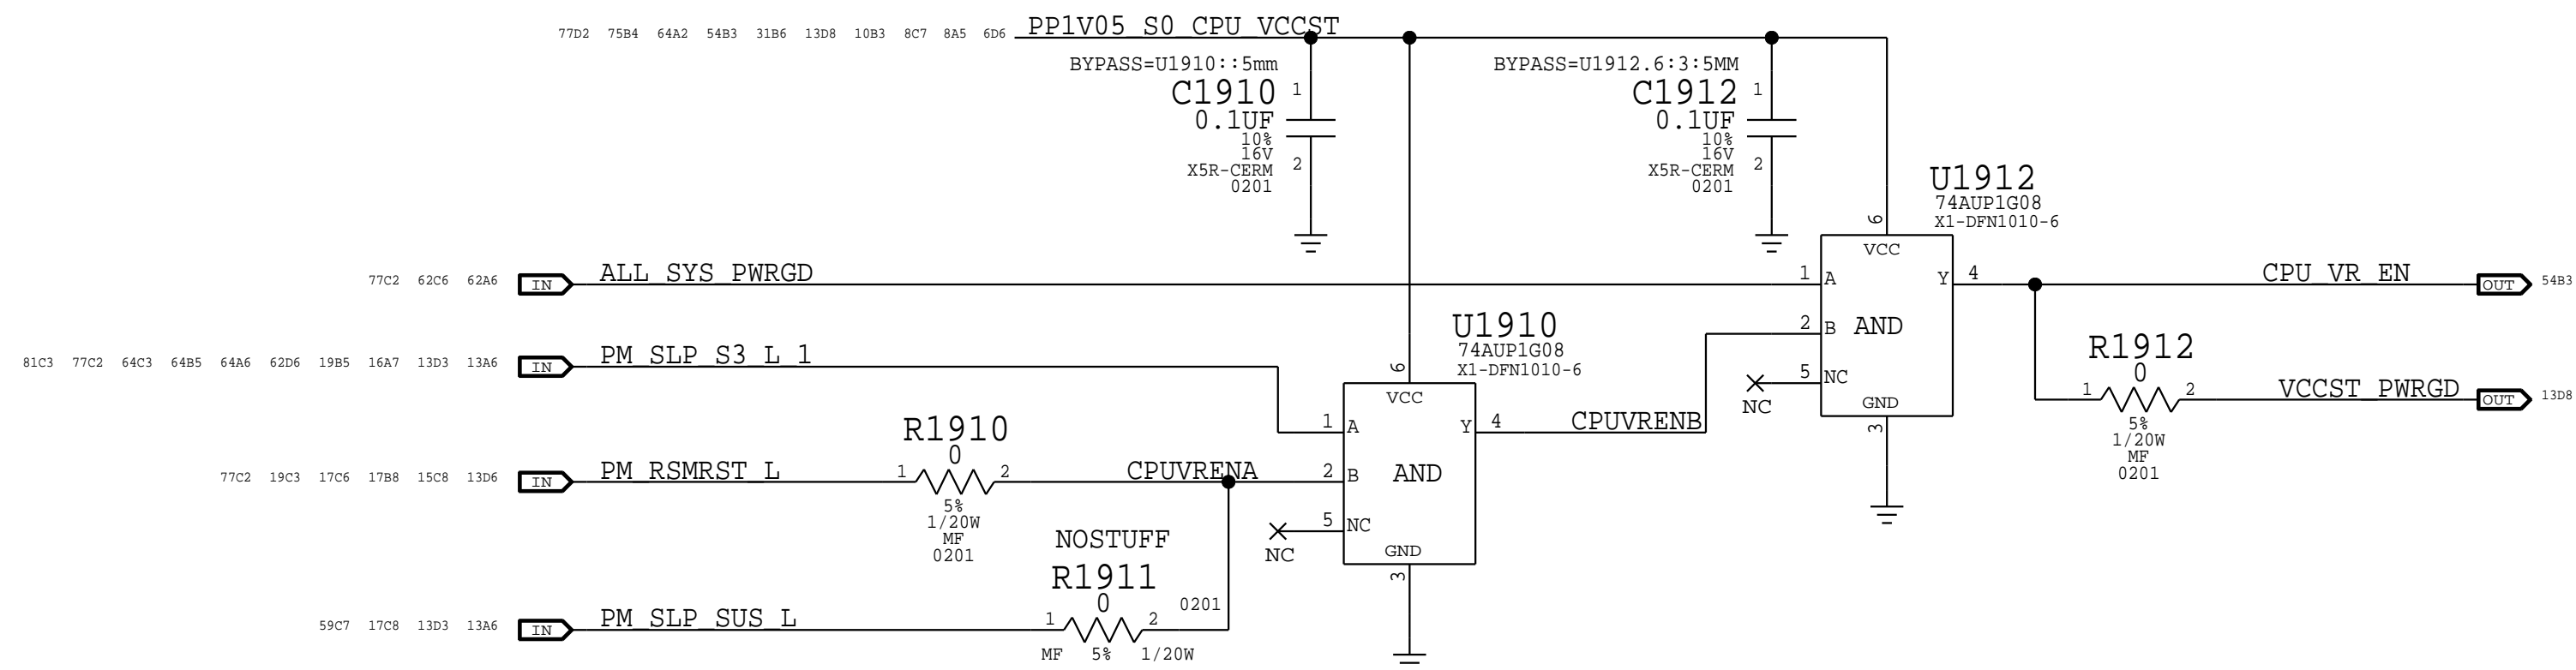 77D2 75B4 64A2 54B3 31B6 13D8 10B3 8C7 8A5 6D6 PP1V05_S0_CPU_VCCST
BYPASS=U1910::5mm
C1910
1
0.1UF
10%
16V
X5R-CERM
2
0201
BYPASS=U1912.6:3:5MM
C1912
1
0.1UF
10%
16V
X5R-CERM
2
0201
U1912
74AUP1G08
X1-DFN1010-6
6
VCC
77C2 62C6 62A6 IN ALL_SYS_PWRGD
1 A
Y 4
CPU_VR_EN OUT 54B3
2 B AND
5 NC
NC
GND
3
R1912
0
1 2
VCCST_PWRGD OUT 13D8
5%
1/20W
MF
0201
81C3 77C2 64C3 64B5 64A6 62D6 19B5 16A7 13D3 13A6 IN PM_SLP_S3_L_1
U1910
74AUP1G08
X1-DFN1010-6
6
VCC
1 A
Y 4 CPUVRENB
R1910
0
77C2 19C3 17C6 17B8 15C8 13D6 IN PM_RSMRST_L 1 2 CPUVRENA 2 B AND
5%
1/20W
MF
0201
5 NC
NC
GND
3
NOSTUFF
R1911
0
0201
59C7 17C8 13D3 13A6 IN PM_SLP_SUS_L 1 2
MF 5% 1/20W